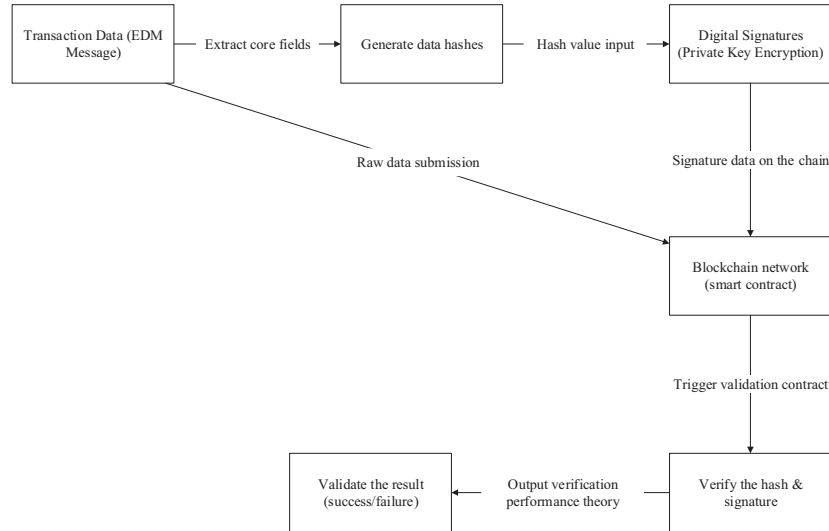 Transaction Data (EDM
Message)
Extract core fields
Generate data hashes
Hash value input
Digital Signatures
(Private Key Encryption)
Raw data submission
Signature data on the chain
Blockchain network
(smart contract)
Trigger validation contract
Validate the result
(success/failure)
Output verification
performance theory
Verify the hash &
signature